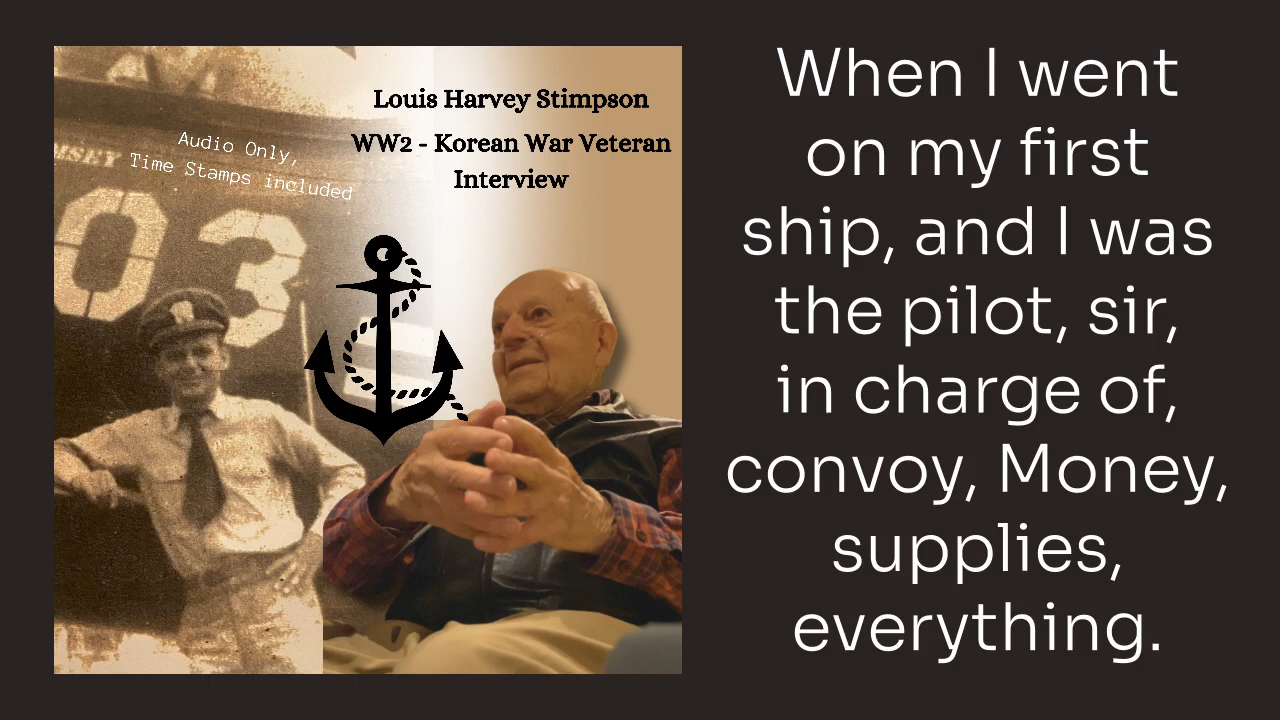 Louis Harvey Stimpson
WW2 - Korean War Veteran
Interview
Audio Only,
Time Stamps included
MSEY
03
When I went
on my first
ship, and I was
the pilot, sir,
in charge of,
convoy, Money,
supplies,
everything.